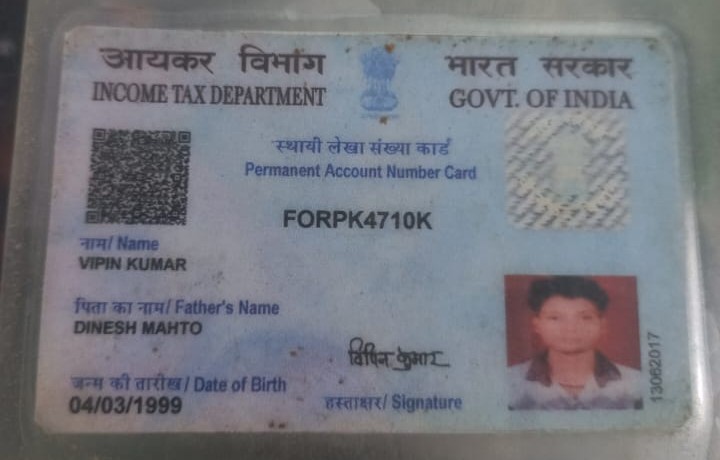 आयकर विभाग
INCOME TAX DEPARTMENT
भारत सरकार
GOVT. OF INDIA
स्थायी लेखा संख्या कार्ड
Permanent Account Number Card
FORPK4710K
नाम/ Name
VIPIN KUMAR
पिता का नाम/ Father's Name
DINESH MAHTO
जन्म की तारीख/ Date of Birth
04/03/1999
विपिन कुमार
हस्ताक्षर/ Signature
13062017